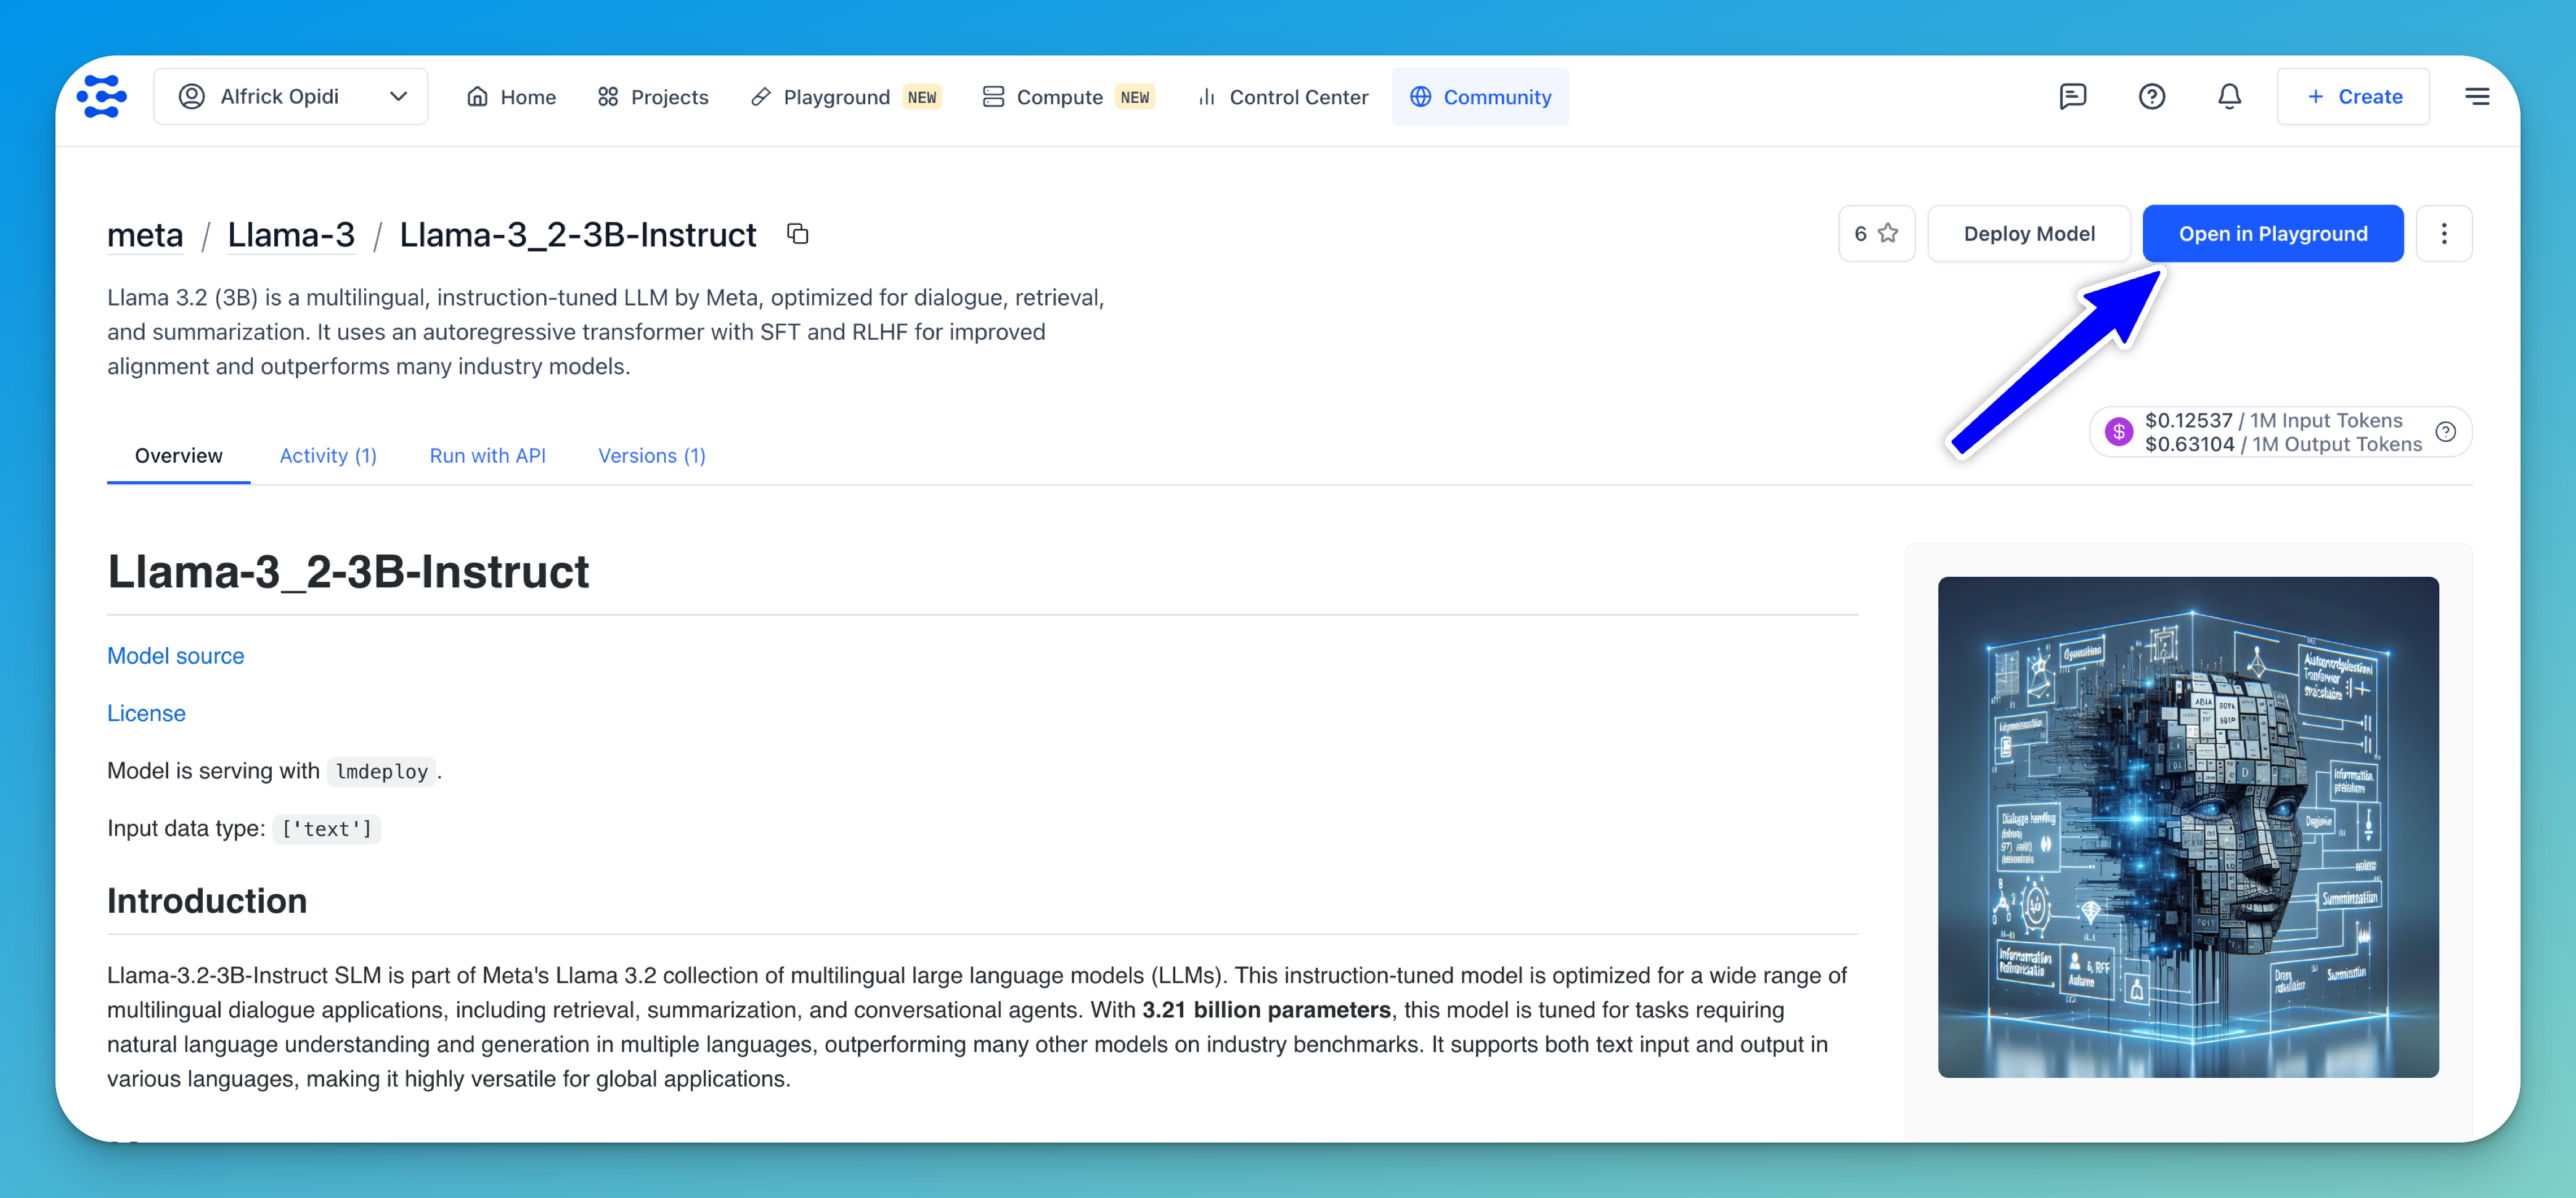 Alfrick Opidi
Home
Projects
Playground NEW
Compute NEW
Control Center
Community
+ Create
meta / Llama-3 / Llama-3_2-3B-Instruct
6
Deploy Model
Open in Playground
Llama 3.2 (3B) is a multilingual, instruction-tuned LLM by Meta, optimized for dialogue, retrieval,
and summarization. It uses an autoregressive transformer with SFT and RLHF for improved
alignment and outperforms many industry models.
$0.12537 / 1M Input Tokens
$0.63104 / 1M Output Tokens
Overview
Activity (1)
Run with API
Versions (1)
Llama-3_2-3B-Instruct
Model source
License
Model is serving with lmdeploy.
Input data type: ['text']
Introduction
Llama-3.2-3B-Instruct SLM is part of Meta's Llama 3.2 collection of multilingual large language models (LLMs). This instruction-tuned model is optimized for a wide range of
multilingual dialogue applications, including retrieval, summarization, and conversational agents. With 3.21 billion parameters, this model is tuned for tasks requiring
natural language understanding and generation in multiple languages, outperforming many other models on industry benchmarks. It supports both text input and output in
various languages, making it highly versatile for global applications.